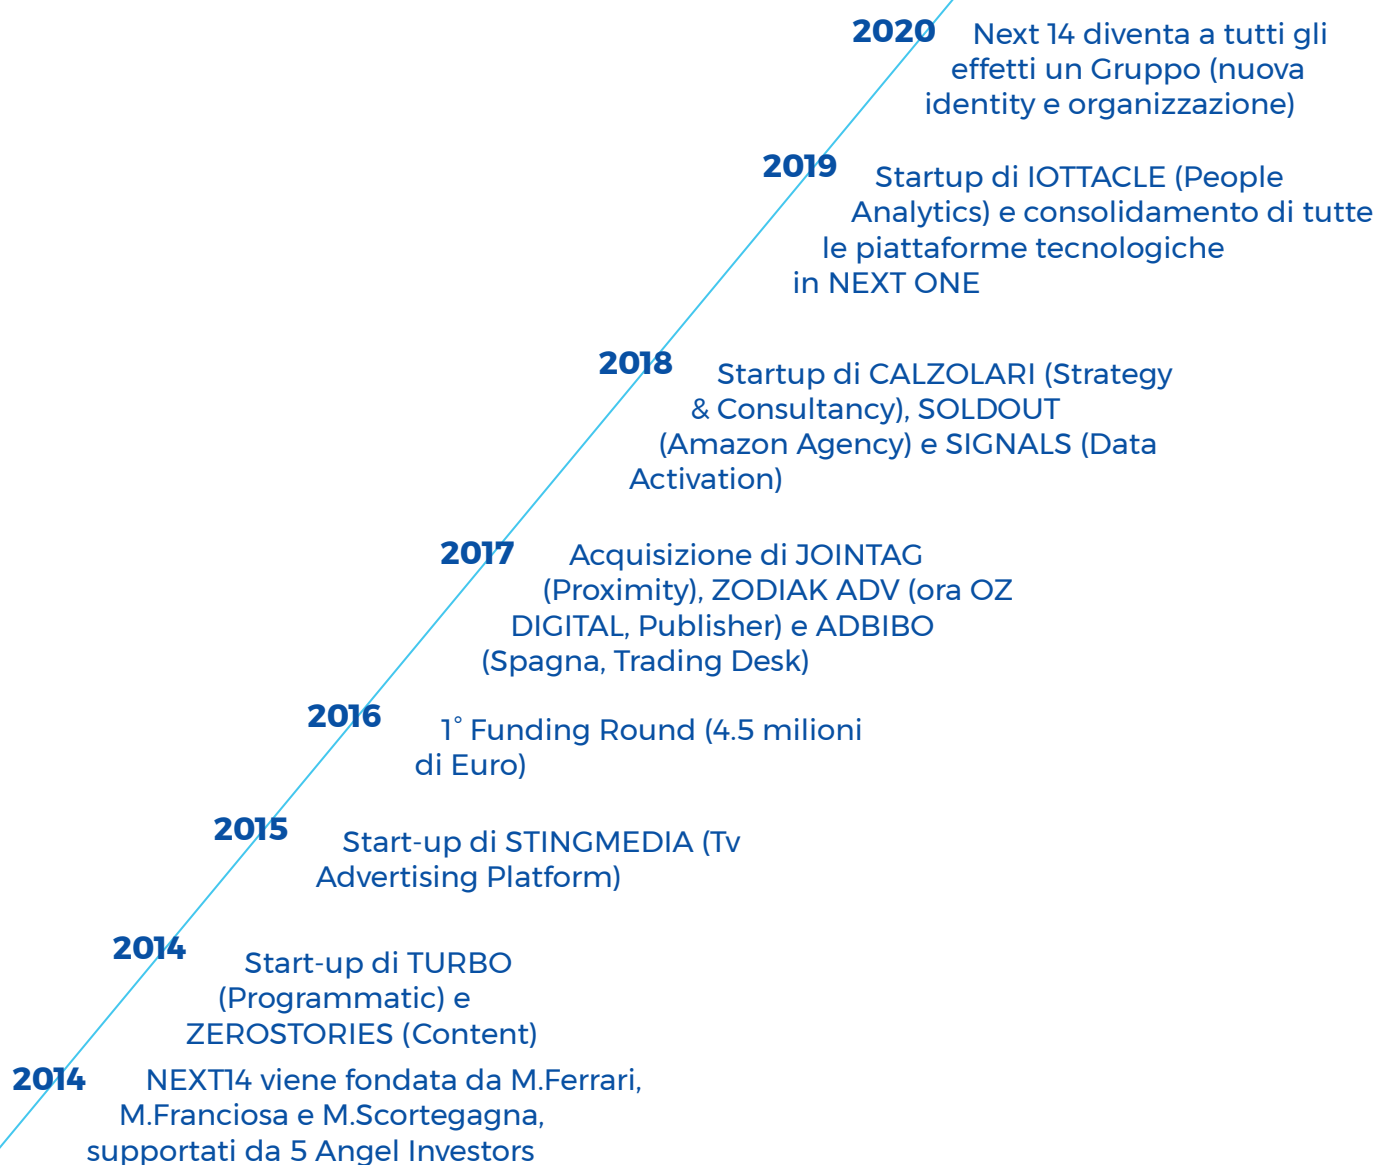 2020 Next 14 diventa a tutti gli
effetti un Gruppo (nuova
identity e organizzazione)
2019 Startup di IOTTACLE (People
Analytics) e consolidamento di tutte
le piattaforme tecnologiche
in NEXT ONE
2018 Startup di CALZOLARI (Strategy
& Consultancy), SOLDOUT
(Amazon Agency) e SIGNALS (Data
Activation)
2017 Acquisizione di JOINTAG
(Proximity), ZODIAK ADV (ora OZ
DIGITAL, Publisher) e ADBIBO
(Spagna, Trading Desk)
2016 1° Funding Round (4.5 milioni
di Euro)
2015 Start-up di STINGMEDIA (Tv
Advertising Platform)
2014 Start-up di TURBO
(Programmatic) e
ZEROSTORIES (Content)
2014 NEXT14 viene fondata da M.Ferrari,
M.Franciosa e M.Scortegagna,
supportati da 5 Angel Investors